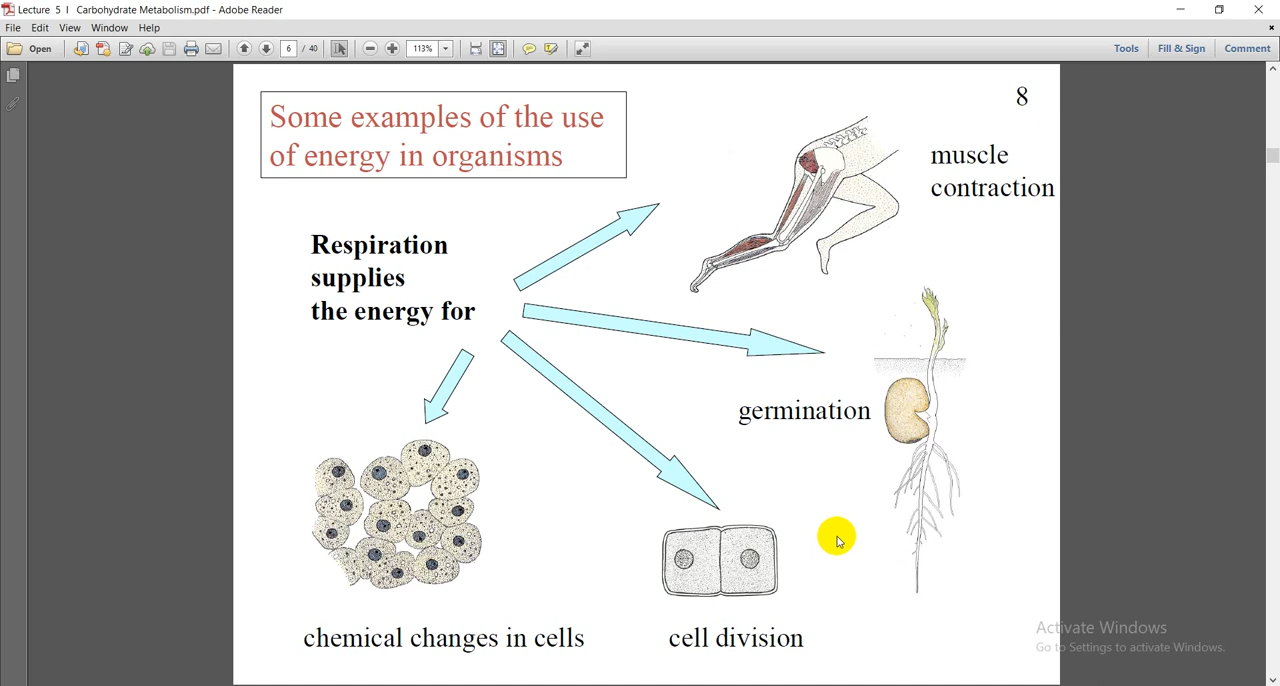 Lecture 5 I Carbohydrate Metabolism.pdf - Adobe Reader
File Edit View Window Help
Open 6 / 40 113% Tools Fill & Sign Comment
8
Some examples of the use
of energy in organisms
muscle
contraction
Respiration
supplies
the energy for
germination
chemical changes in cells
cell division
Activate Windows
Go to Settings to activate Windows.